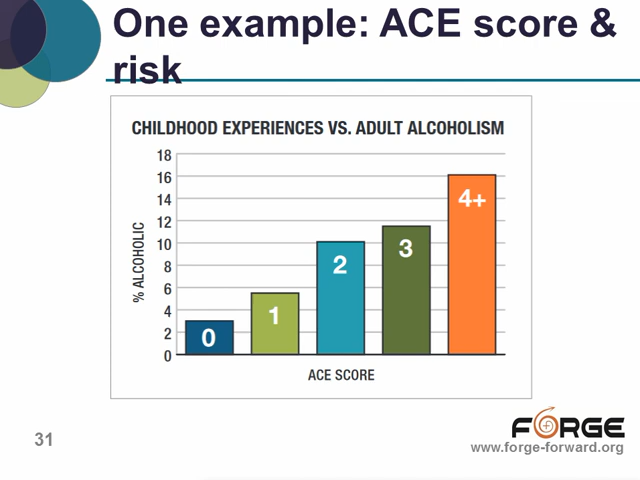 One example: ACE score &
risk
CHILDHOOD EXPERIENCES VS. ADULT ALCOHOLISM
% ALCOHOLIC
18
16
14
12
10
8
6
4
2
0
0
1
2
3
4+
ACE SCORE
31
FORGE
www.forge-forward.org